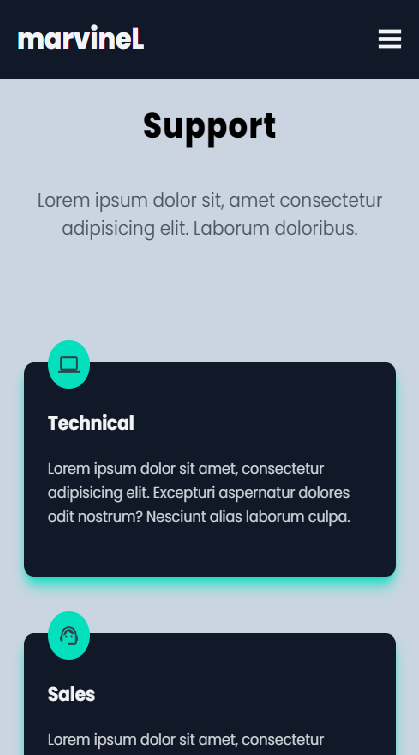 marvineL
Support
Lorem ipsum dolor sit, amet consectetur
adipisicing elit. Laborum doloribus.
Technical
Lorem ipsum dolor sit amet, consectetur
adipisicing elit. Excepturi aspernatur dolores
odit nostrum? Nesciunt alias laborum culpa.
Sales
Lorem ipsum dolor sit amet, consectetur